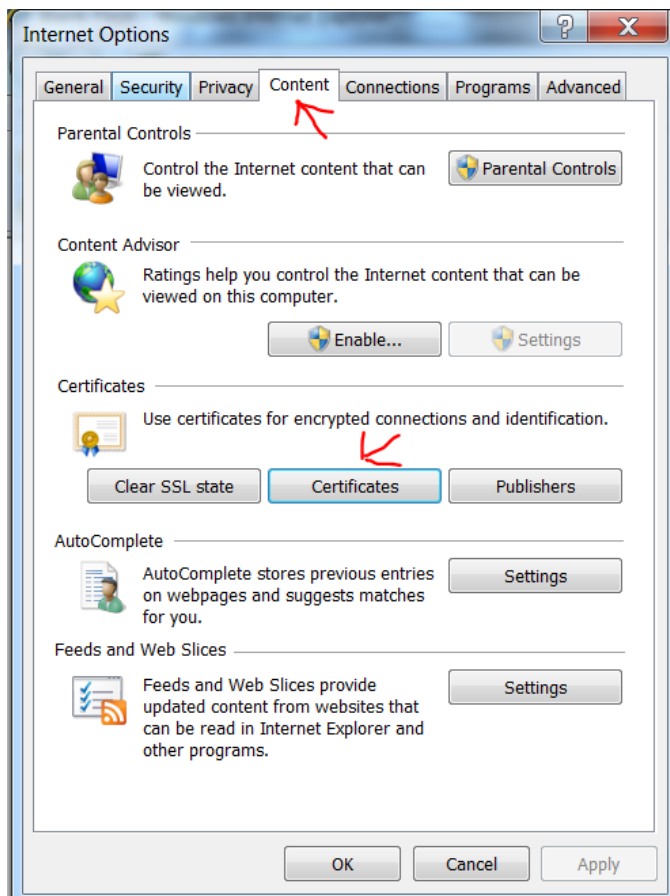 Internet Options
General Security Privacy Content Connections Programs Advanced
Parental Controls
Control the Internet content that can
be viewed.
Parental Controls
Content Advisor
Ratings help you control the Internet content that can be
viewed on this computer.
Enable... Settings
Certificates
Use certificates for encrypted connections and identification.
Clear SSL state Certificates Publishers
AutoComplete
AutoComplete stores previous entries
on webpages and suggests matches
for you.
Settings
Feeds and Web Slices
Feeds and Web Slices provide
updated content from websites that
can be read in Internet Explorer and
other programs.
Settings
OK Cancel Apply